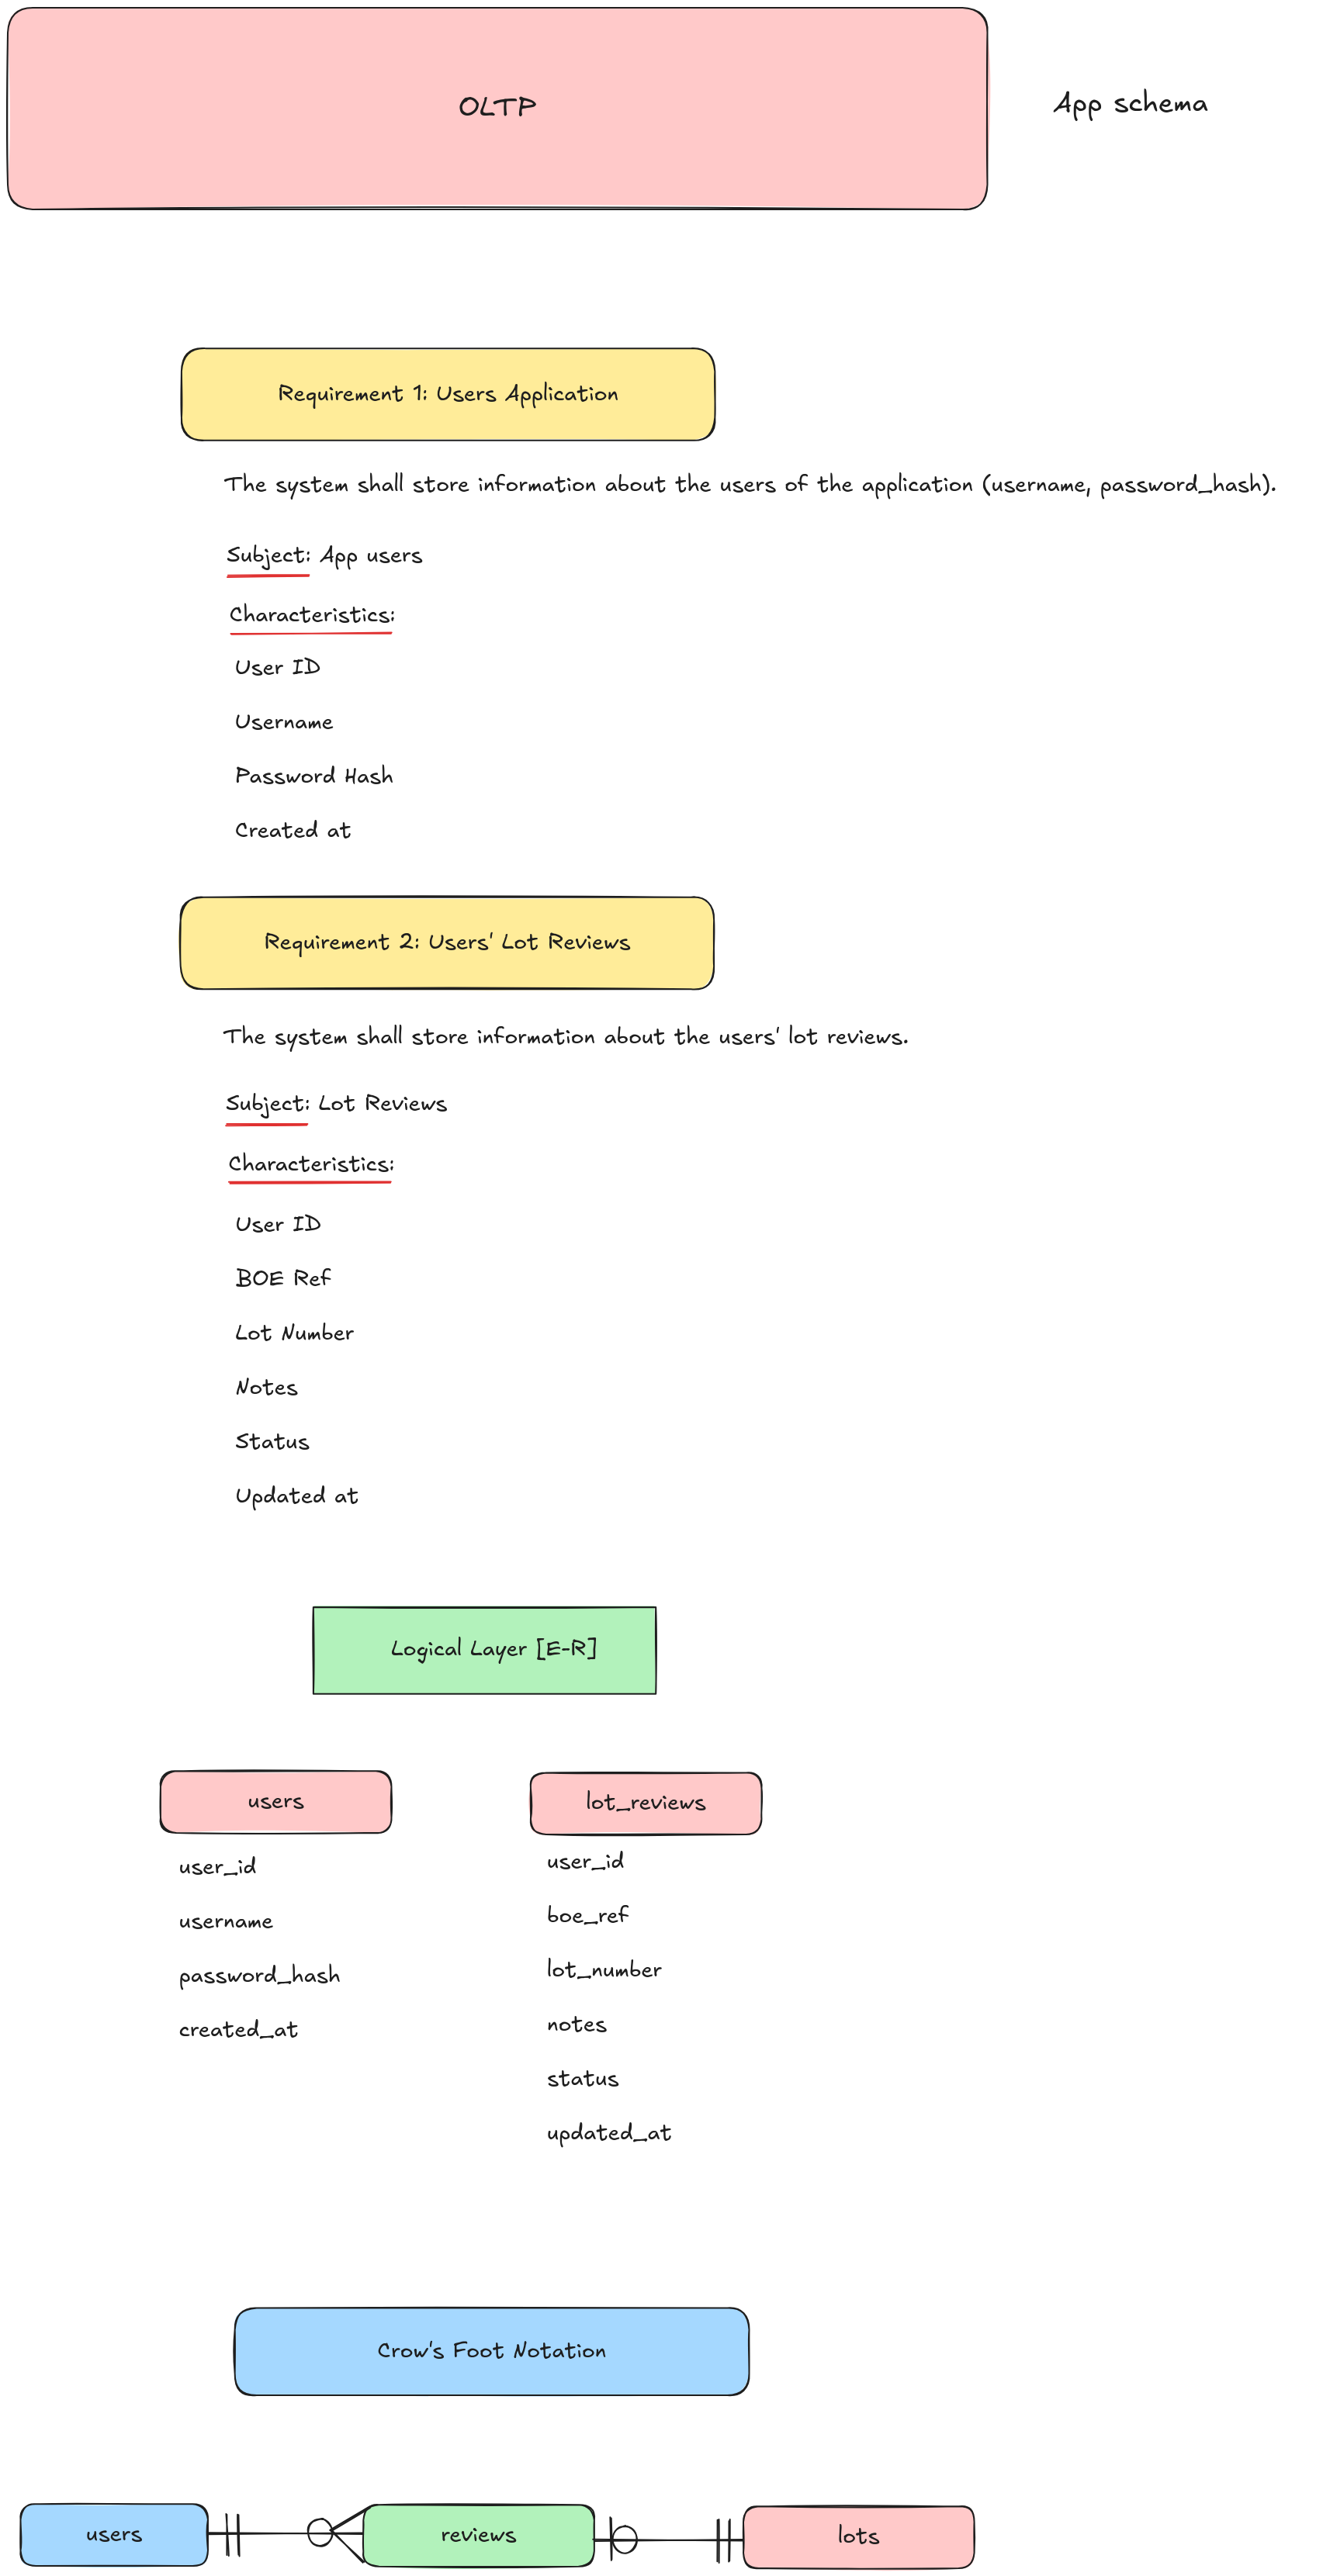 OLTP
App schema
Requirement 1: Users Application
The system shall store information about the users of the application (username, password_hash).
Subject: App users
Characteristics:
User ID
Username
Password Hash
Created at
Requirement 2: Users' Lot Reviews
The system shall store information about the users' lot reviews.
Subject: Lot Reviews
Characteristics:
User ID
BOE Ref
Lot Number
Notes
Status
Updated at
Logical Layer [E-R]
users
user_id
username
password_hash
created_at
lot_reviews
user_id
boe_ref
lot_number
notes
status
updated_at
Crow's Foot Notation
users
reviews
lots